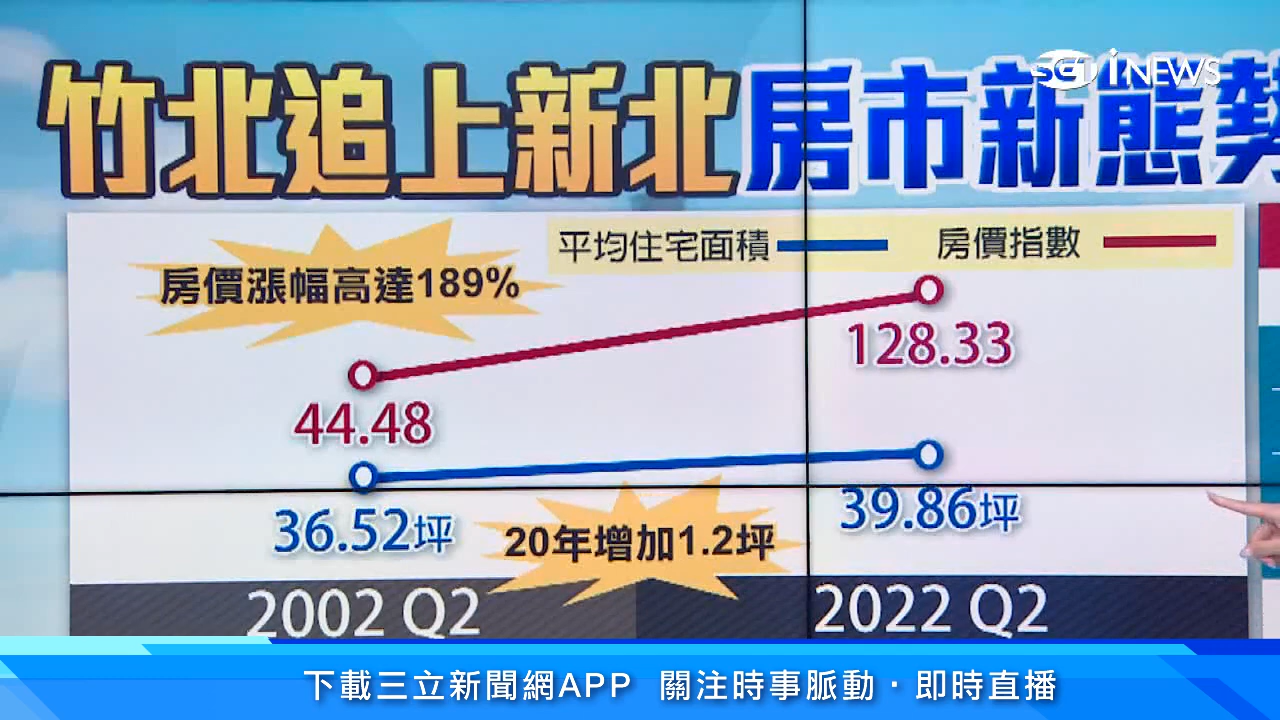 SET iNEWS
竹北追上新北房市新態勢
平均住宅面積 房價指數
房價漲幅高達189%
128.33
44.48
39.86坪
36.52坪
20年增加1.2坪
2002 Q2 2022 Q2
下載三立新聞網APP 關注時事脈動·即時直播